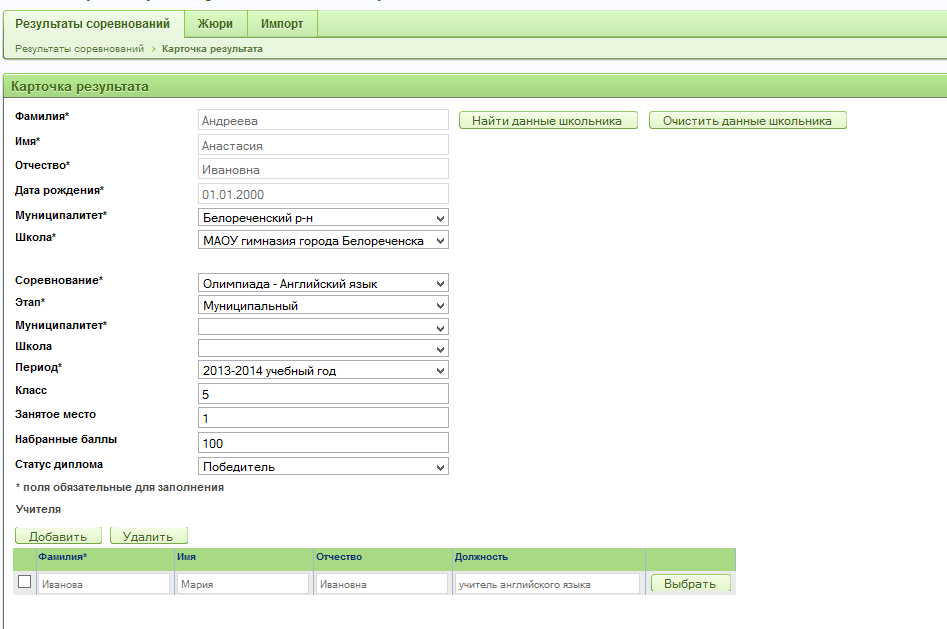 Результаты соревнований Жюри Импорт
Результаты соревнований > Карточка результата
Карточка результата
Фамилия* Андреева Найти данные школьника Очистить данные школьника
Имя* Анастасия
Отчество* Ивановна
Дата рождения* 01.01.2000
Муниципалитет* Белореченский р-н
Школа* МАОУ гимназия города Белореченска
Соревнование* Олимпиада - Английский язык
Этап* Муниципальный
Муниципалитет*
Школа
Период* 2013-2014 учебный год
Класс 5
Занятое место 1
Набранные баллы 100
Статус диплома Победитель
* поля обязательные для заполнения
Учителя
Добавить Удалить
Фамилия* Имя Отчество Должность
Иванова Мария Ивановна учитель английского языка Выбрать